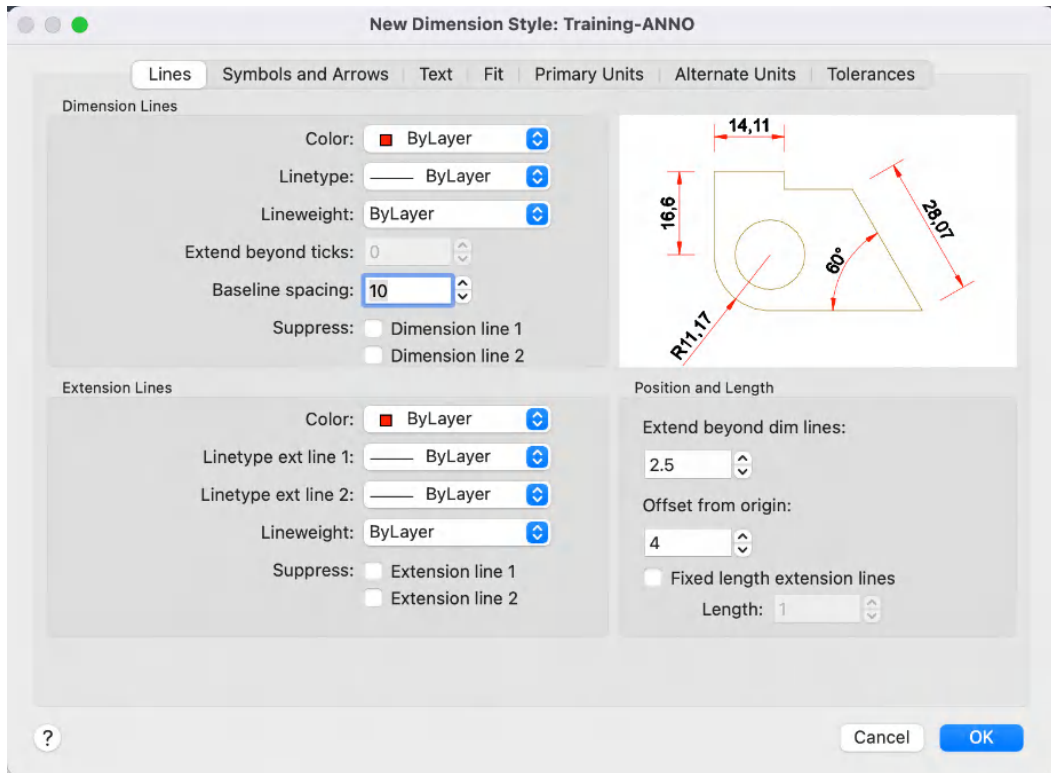 New Dimension Style: Training-ANNO
Lines Symbols and Arrows Text Fit Primary Units Alternate Units Tolerances
Dimension Lines
Color: ByLayer
Linetype: ByLayer
Lineweight: ByLayer
Extend beyond ticks: 0
Baseline spacing: 10
Suppress: Dimension line 1
Dimension line 2
14,11
16,6
28,07
60°
R11,17
Extension Lines
Color: ByLayer
Linetype ext line 1: ByLayer
Linetype ext line 2: ByLayer
Lineweight: ByLayer
Suppress: Extension line 1
Extension line 2
Position and Length
Extend beyond dim lines:
2.5
Offset from origin:
4
Fixed length extension lines
Length: 1
? Cancel OK